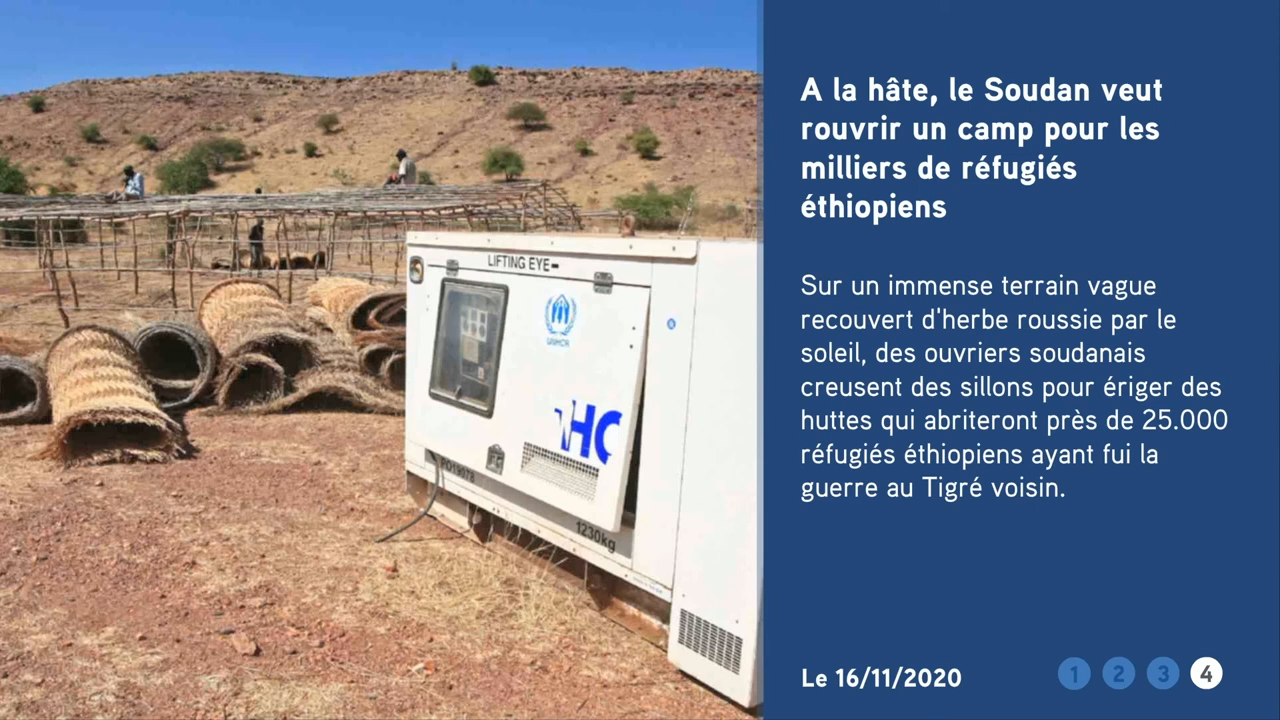 LIFTING EYE
UNHCR
HC
1230kg
A la hâte, le Soudan veut
rouvrir un camp pour les
milliers de réfugiés
éthiopiens
Sur un immense terrain vague
recouvert d'herbe roussie par le
soleil, des ouvriers soudanais
creusent des sillons pour ériger des
huttes qui abriteront près de 25.000
réfugiés éthiopiens ayant fui la
guerre au Tigré voisin.
Le 16/11/2020
1 2 3 4